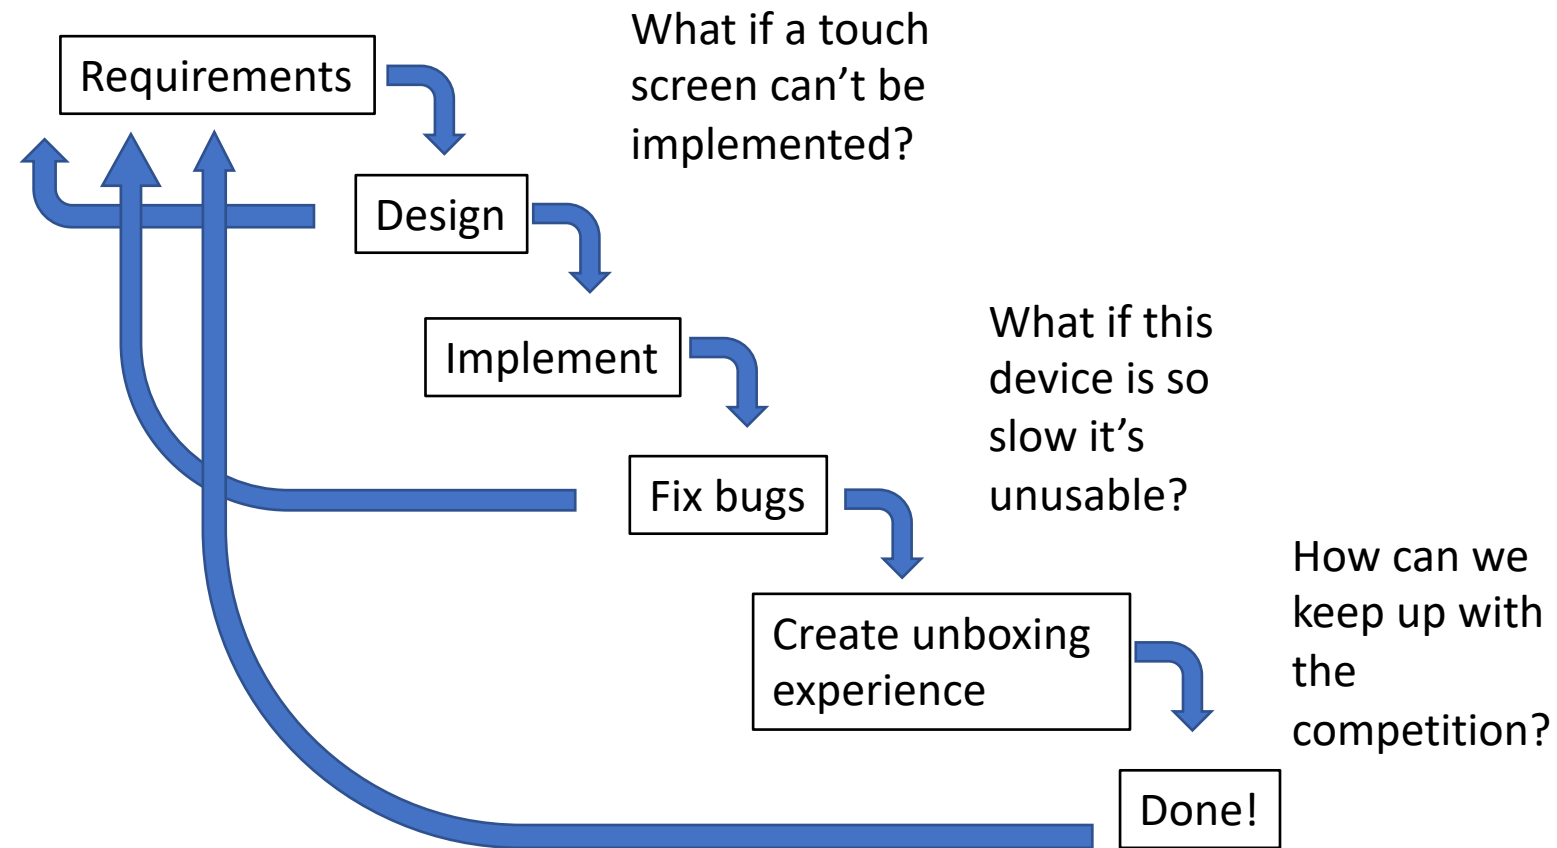 What if a touch
screen can’t be
implemented?
Requirements
Design
Implement
What if this
device is so
slow it’s
unusable?
Fix bugs
How can we
keep up with
the
competition?
Create unboxing
experience
Done!